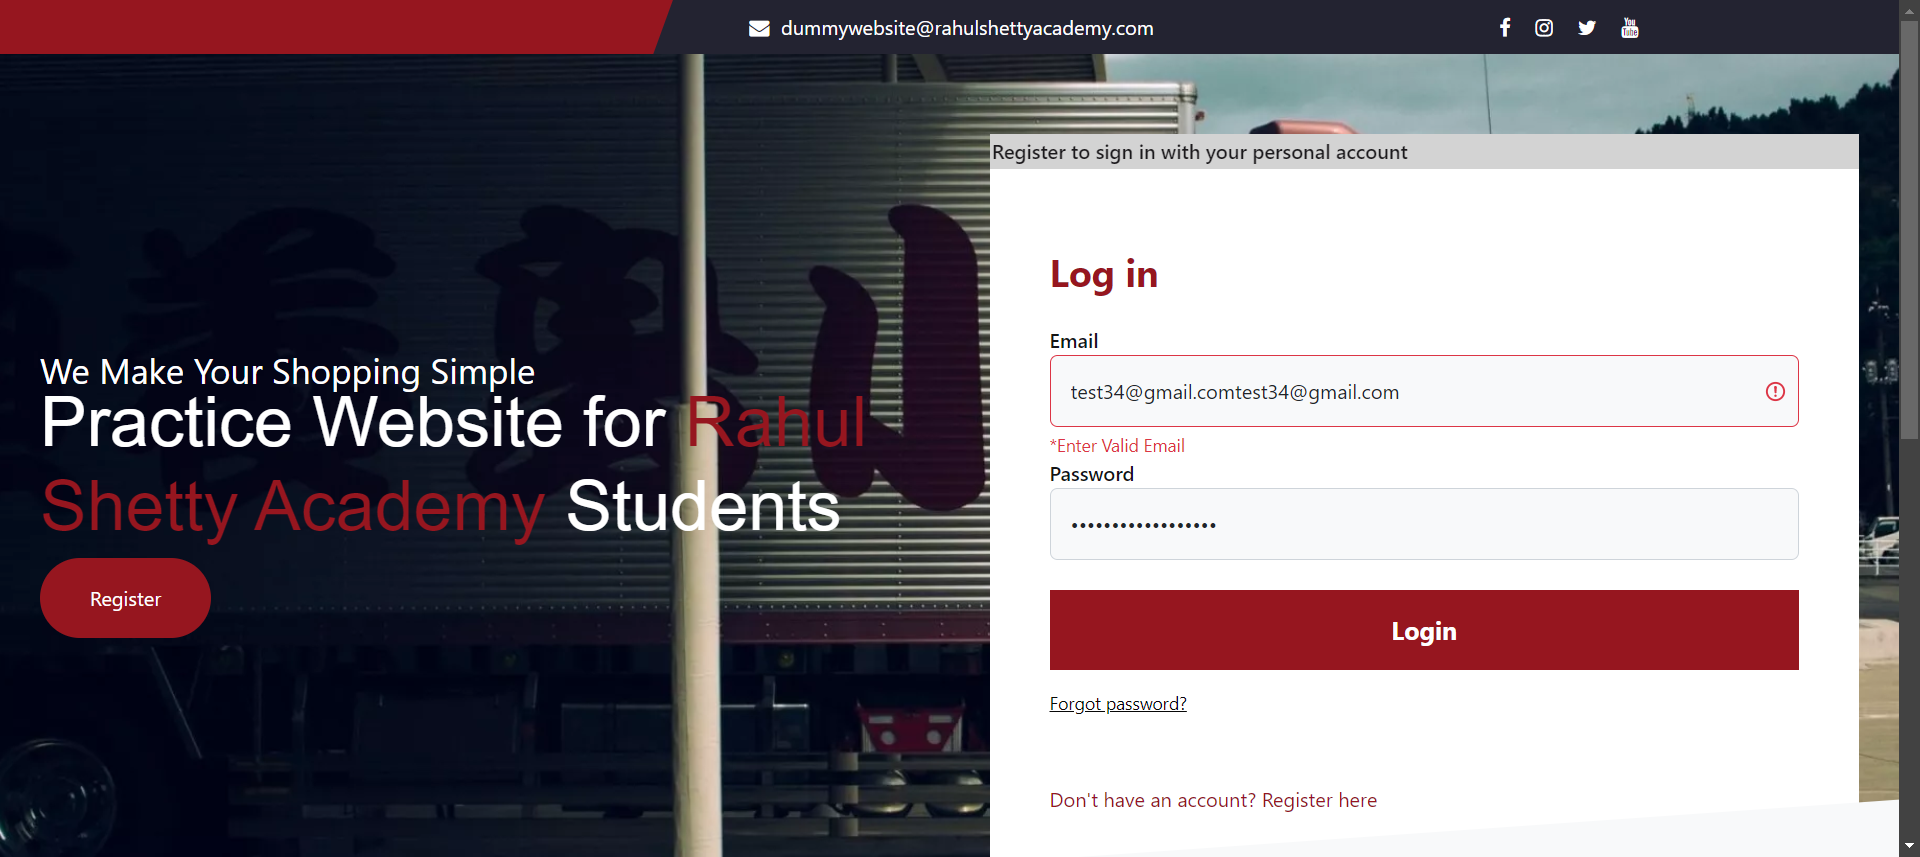 dummywebsite@rahulshettyacademy.com
We Make Your Shopping Simple
Practice Website for Rahul
Shetty Academy Students
Register
Register to sign in with your personal account
Log in
Email
test34@gmail.comtest34@gmail.com
*Enter Valid Email
Password
••••••••••••••••••
Login
Forgot password?
Don't have an account? Register here